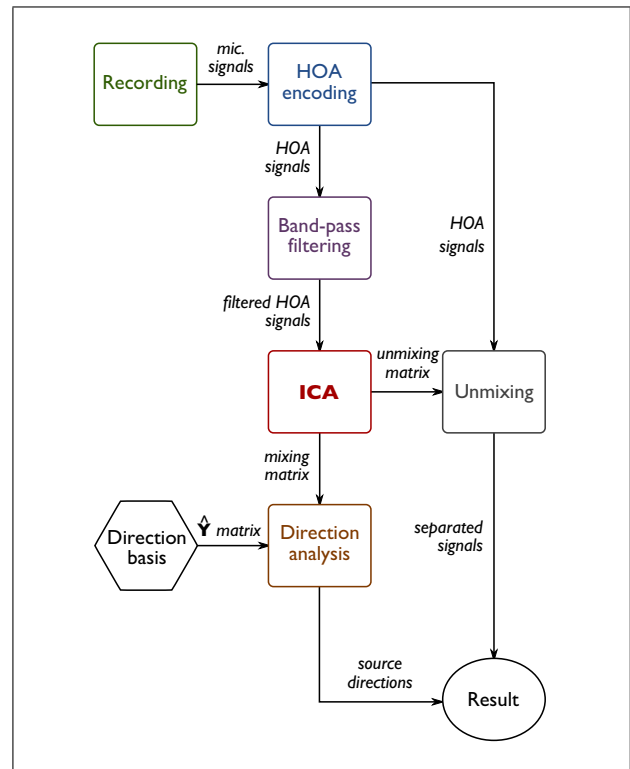 mic.
signals
Recording
HOA
encoding
HOA
signals
HOA
signals
Band-pass
filtering
filtered HOA
signals
unmixing
matrix
ICA
Unmixing
mixing
matrix
Direction
basis
Ŷ matrix
Direction
analysis
separated
signals
source
directions
Result